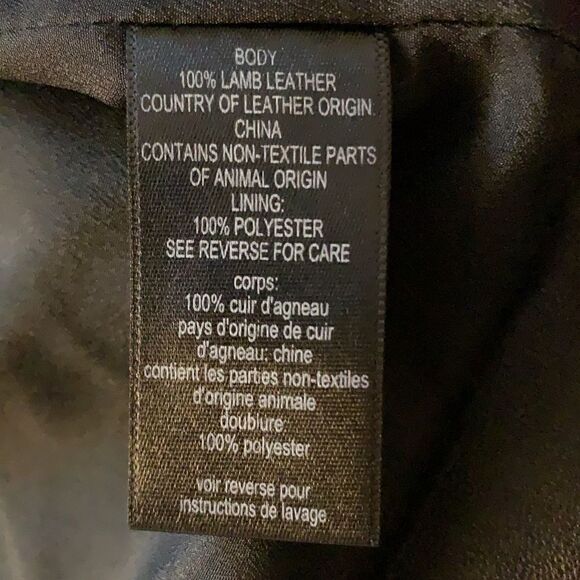 BODY
100% LAMB LEATHER
COUNTRY OF LEATHER ORIGIN.
CHINA
CONTAINS NON-TEXTILE PARTS
OF ANIMAL ORIGIN
LINING:
100% POLYESTER
SEE REVERSE FOR CARE
corps:
100% cuir d'agneau
pays d'origine de cuir
d'agneau: chine
contient les parties non-textiles
d'origine animale
doublure
100% polyester
voir reverse pour
instructions de lavage